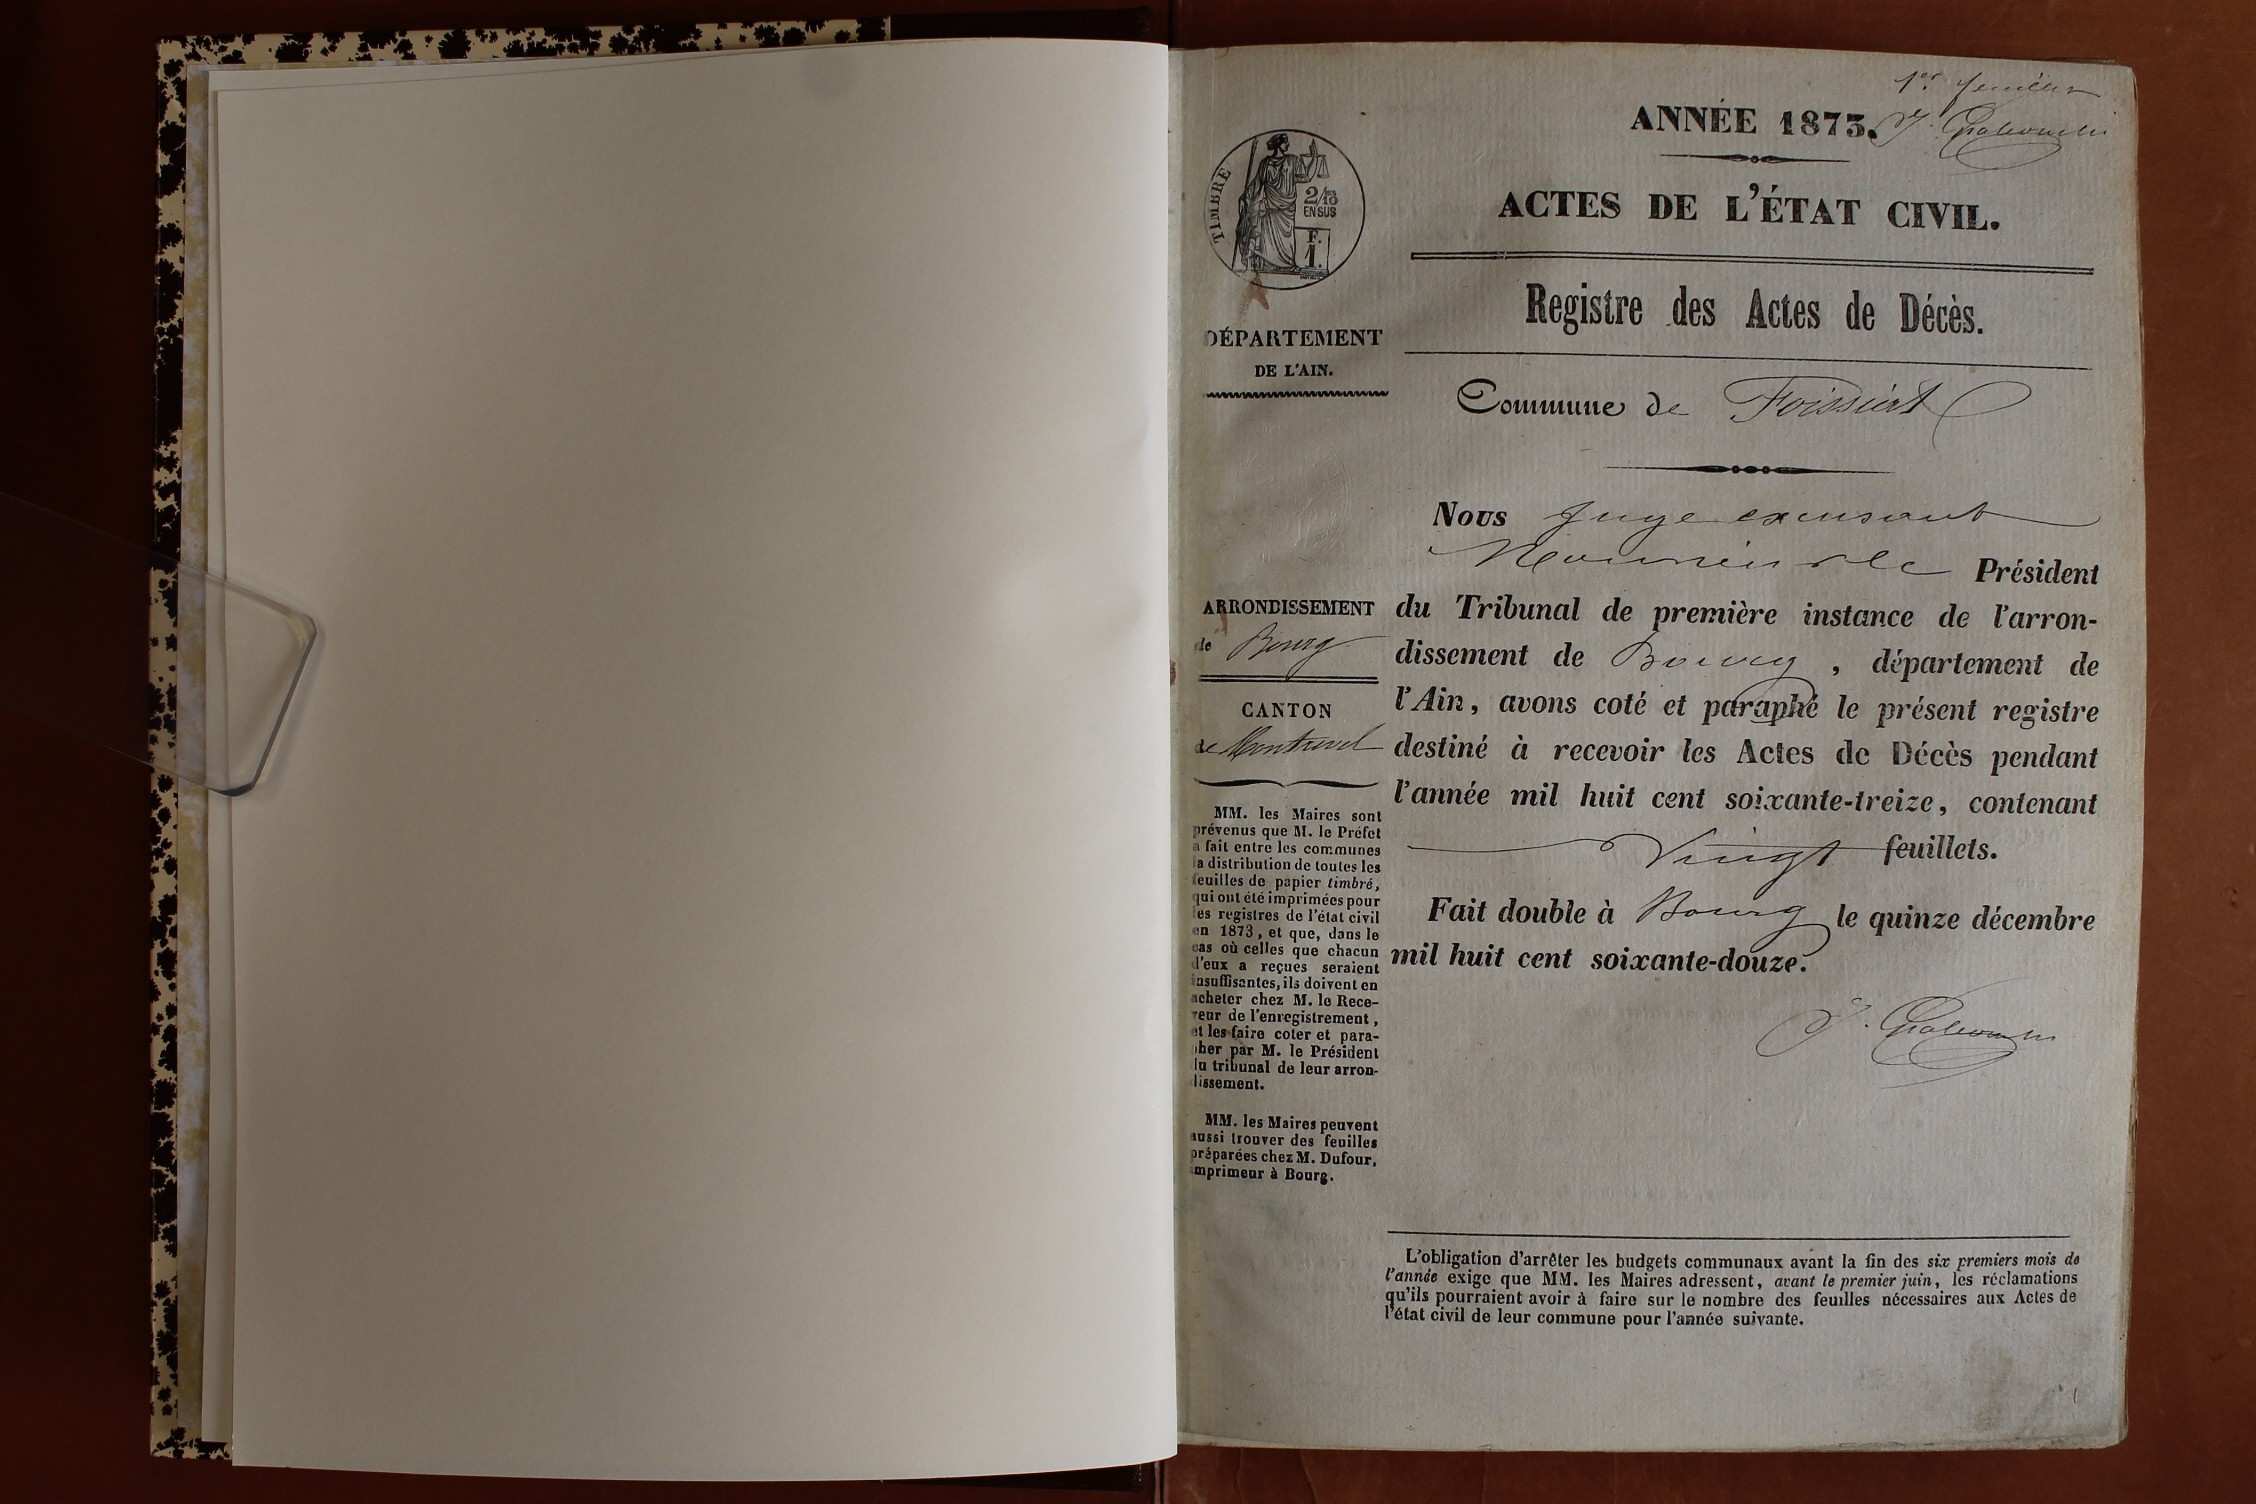 1er feuillet
ANNÉE 1873.
TIMBRE
2/10
EN SUS
F.
1.
ACTES DE L'ÉTAT CIVIL.
Registre des Actes de Décès.
DÉPARTEMENT
DE L'AIN.
Commune de Foissiat
ARRONDISSEMENT
de Bourg
CANTON
de Montrevel
MM. les Maires sont
prévenus que M. le Préfet
a fait entre les communes
la distribution de toutes les
feuilles de papier timbré,
qui ont été imprimées pour
les registres de l'état civil
en 1873, et que, dans le
cas où celles que chacun
d'eux a reçues seraient
insuffisantes, ils doivent en
acheter chez M. le Rece-
veur de l'enregistrement,
et les faire coter et para-
pher par M. le Président
du tribunal de leur arron-
dissement.
MM. les Maires peuvent
aussi trouver des feuilles
préparées chez M. Dufour,
imprimeur à Bourg.
Nous Juge
Président
du Tribunal de première instance de l'arron-
dissement de Bourg, département de
l'Ain, avons coté et paraphé le présent registre
destiné à recevoir les Actes de Décès pendant
l'année mil huit cent soixante-treize, contenant
Vingt feuillets.
Fait double à Bourg le quinze décembre
mil huit cent soixante-douze.
L'obligation d'arrêter les budgets communaux avant la fin des six premiers mois de
l'année exige que MM. les Maires adressent, avant le premier juin, les réclamations
qu'ils pourraient avoir à faire sur le nombre des feuilles nécessaires aux Actes de
l'état civil de leur commune pour l'année suivante.